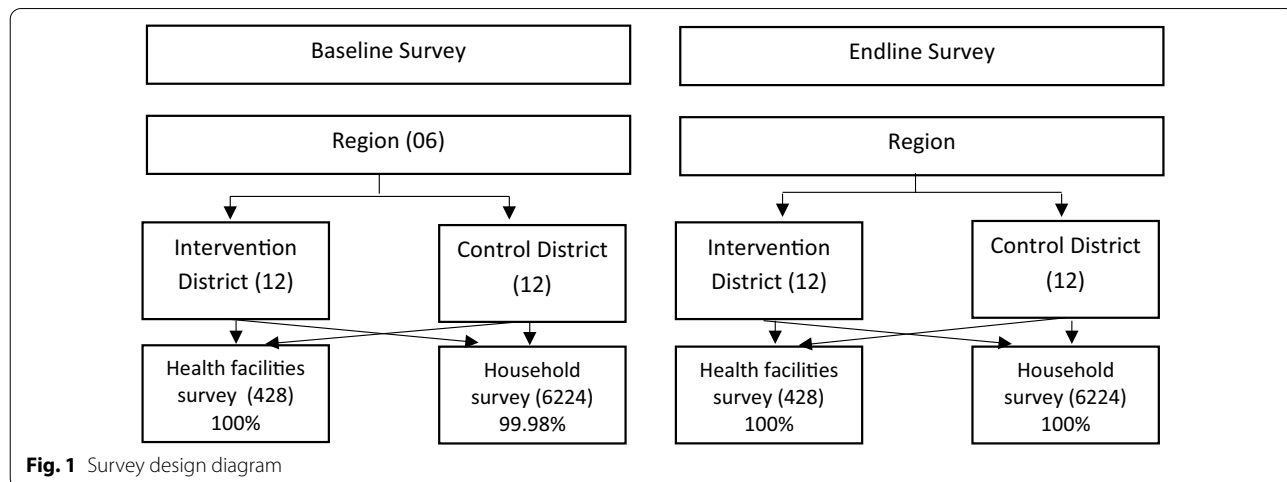 Baseline Survey
Endline Survey
Region (06)
Region
Intervention
District (12)
Control District
(12)
Intervention
District (12)
Control District
(12)
Health facilities
survey (428)
100%
Household
survey (6224)
99.98%
Health facilities
survey (428)
100%
Household
survey (6224)
100%
Fig. 1 Survey design diagram